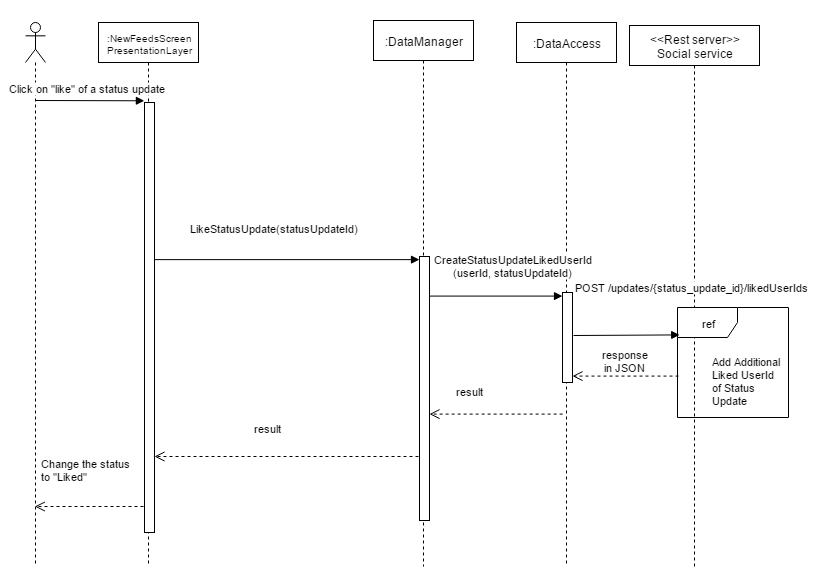 :NewFeedsScreen
PresentationLayer
:DataManager
:DataAccess
<<Rest server>>
Social service
Click on "like" of a status update
LikeStatusUpdate(statusUpdateId)
CreateStatusUpdateLikedUserId
(userId, statusUpdateId)
POST /updates/{status_update_id}/likedUserIds
ref
response
in JSON
Add Additional
Liked UserId
of Status
Update
result
result
Change the status
to "Liked"